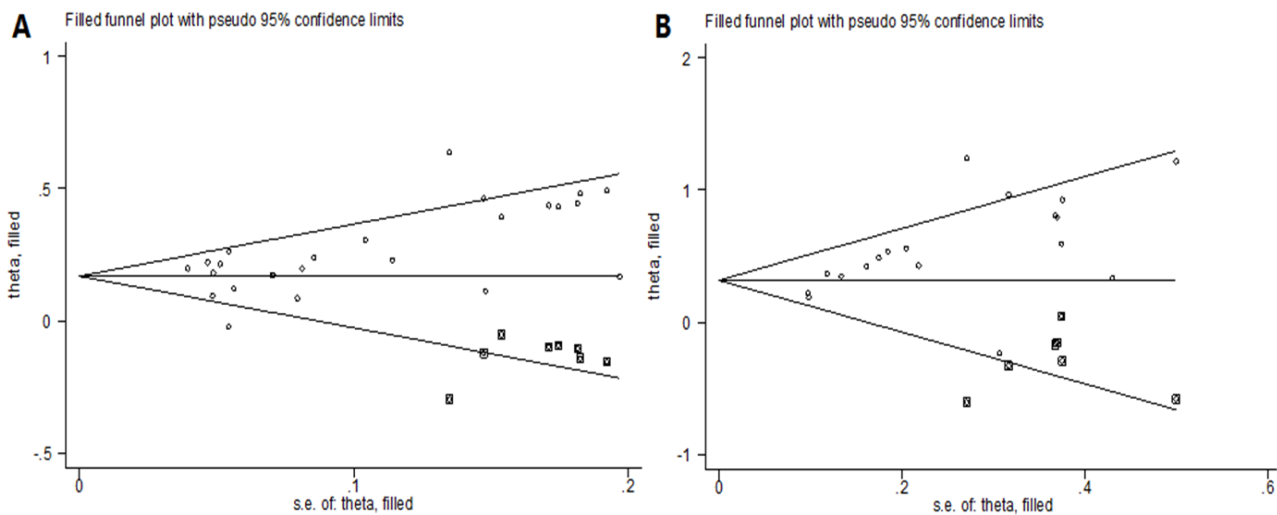 A
Filled funnel plot with pseudo 95% confidence limits
theta, filled
1
.5
0
-.5
0
.1
.2
s.e. of: theta, filled
B
Filled funnel plot with pseudo 95% confidence limits
theta, filled
2
1
0
-1
0
.2
.4
.6
s.e. of: theta, filled